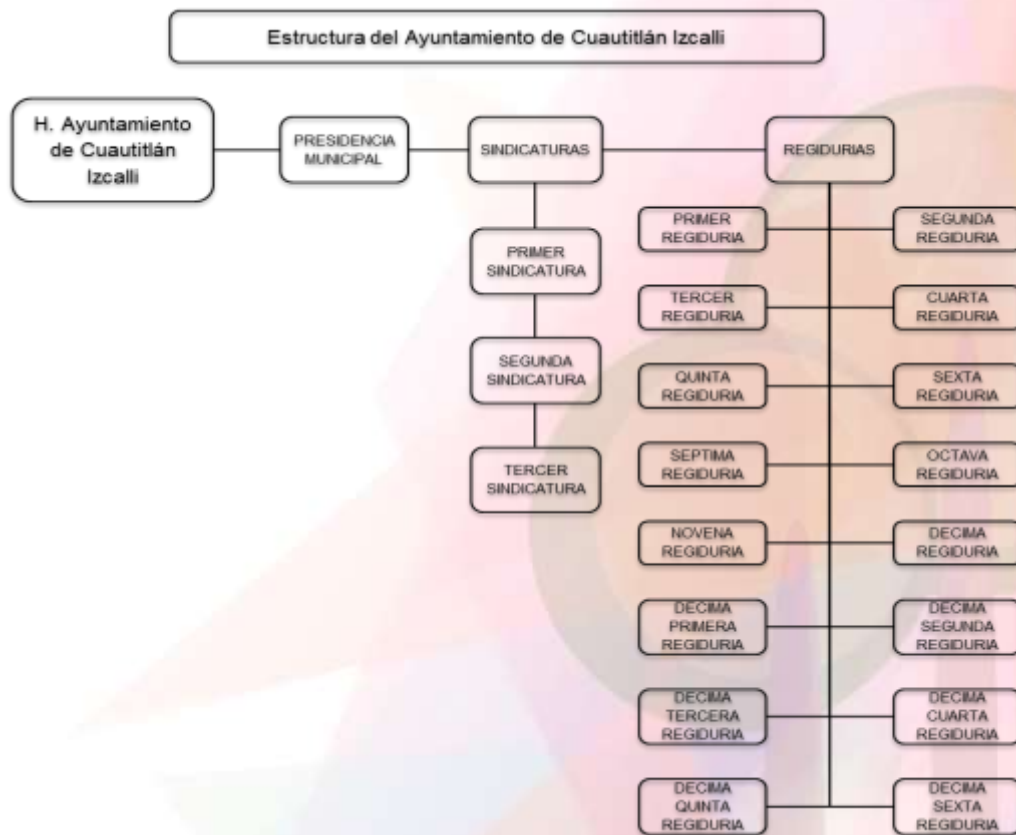 Estructura del Ayuntamiento de Cuautitlán Izcalli
H. Ayuntamiento
de Cuautitlán
Izcalli
PRESIDENCIA
MUNICIPAL
SINDICATURAS
REGIDURIAS
PRIMER
SINDICATURA
SEGUNDA
SINDICATURA
TERCER
SINDICATURA
PRIMER
REGIDURIA
SEGUNDA
REGIDURIA
TERCER
REGIDURIA
CUARTA
REGIDURIA
QUINTA
REGIDURIA
SEXTA
REGIDURIA
SEPTIMA
REGIDURIA
OCTAVA
REGIDURIA
NOVENA
REGIDURIA
DECIMA
REGIDURIA
DECIMA
PRIMERA
REGIDURIA
DECIMA
SEGUNDA
REGIDURIA
DECIMA
TERCERA
REGIDURIA
DECIMA
CUARTA
REGIDURIA
DECIMA
QUINTA
REGIDURIA
DECIMA
SEXTA
REGIDURIA